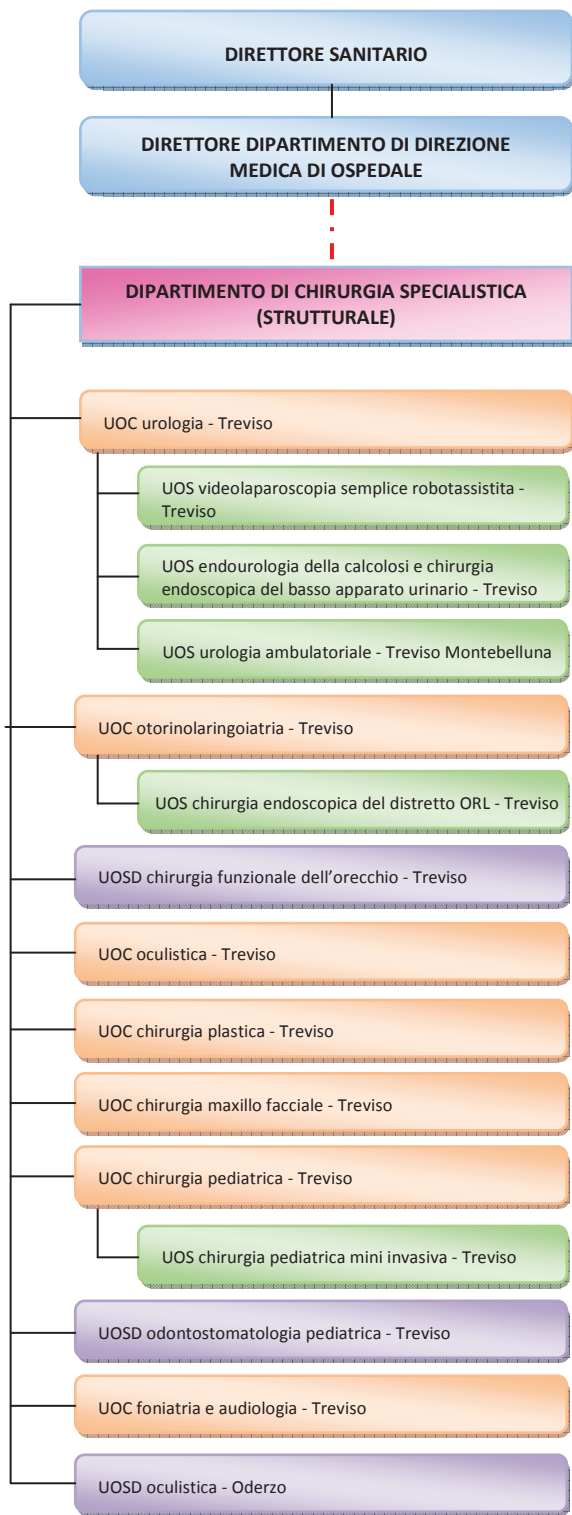 DIRETTORE SANITARIO
DIRETTORE DIPARTIMENTO DI DIREZIONE
MEDICA DI OSPEDALE
DIPARTIMENTO DI CHIRURGIA SPECIALISTICA
(STRUTTURALE)
UOC urologia - Treviso
UOS videolaparoscopia semplice robotassistita -
Treviso
UOS endourologia della calcolosi e chirurgia
endoscopica del basso apparato urinario - Treviso
UOS urologia ambulatoriale - Treviso Montebelluna
UOC otorinolaringoiatria - Treviso
UOS chirurgia endoscopica del distretto ORL - Treviso
UOSD chirurgia funzionale dell’orecchio - Treviso
UOC oculistica - Treviso
UOC chirurgia plastica - Treviso
UOC chirurgia maxillo facciale - Treviso
UOC chirurgia pediatrica - Treviso
UOS chirurgia pediatrica mini invasiva - Treviso
UOSD odontostomatologia pediatrica - Treviso
UOC foniatria e audiologia - Treviso
UOSD oculistica - Oderzo